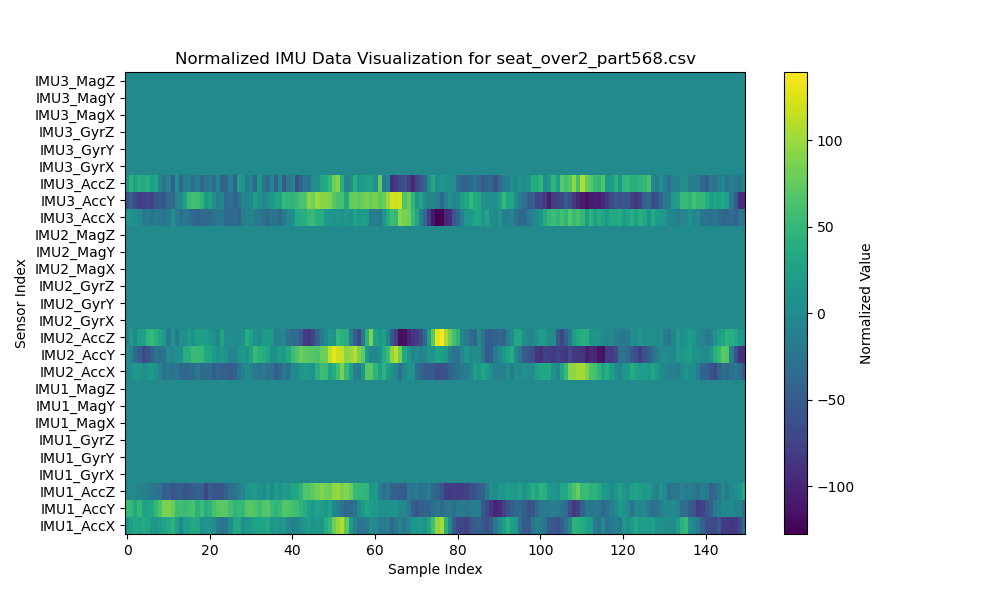 Normalized IMU Data Visualization for seat_over2_part568.csv
IMU3_MagZ
IMU3_MagY
IMU3_MagX
IMU3_GyrZ
IMU3_GyrY
IMU3_GyrX
IMU3_AccZ
IMU3_AccY
IMU3_AccX
IMU2_MagZ
IMU2_MagY
IMU2_MagX
IMU2_GyrZ
IMU2_GyrY
IMU2_GyrX
IMU2_AccZ
IMU2_AccY
IMU2_AccX
IMU1_MagZ
IMU1_MagY
IMU1_MagX
IMU1_GyrZ
IMU1_GyrY
IMU1_GyrX
IMU1_AccZ
IMU1_AccY
IMU1_AccX
Sensor Index
0 20 40 60 80 100 120 140
Sample Index
100
50
0
−50
−100
Normalized Value